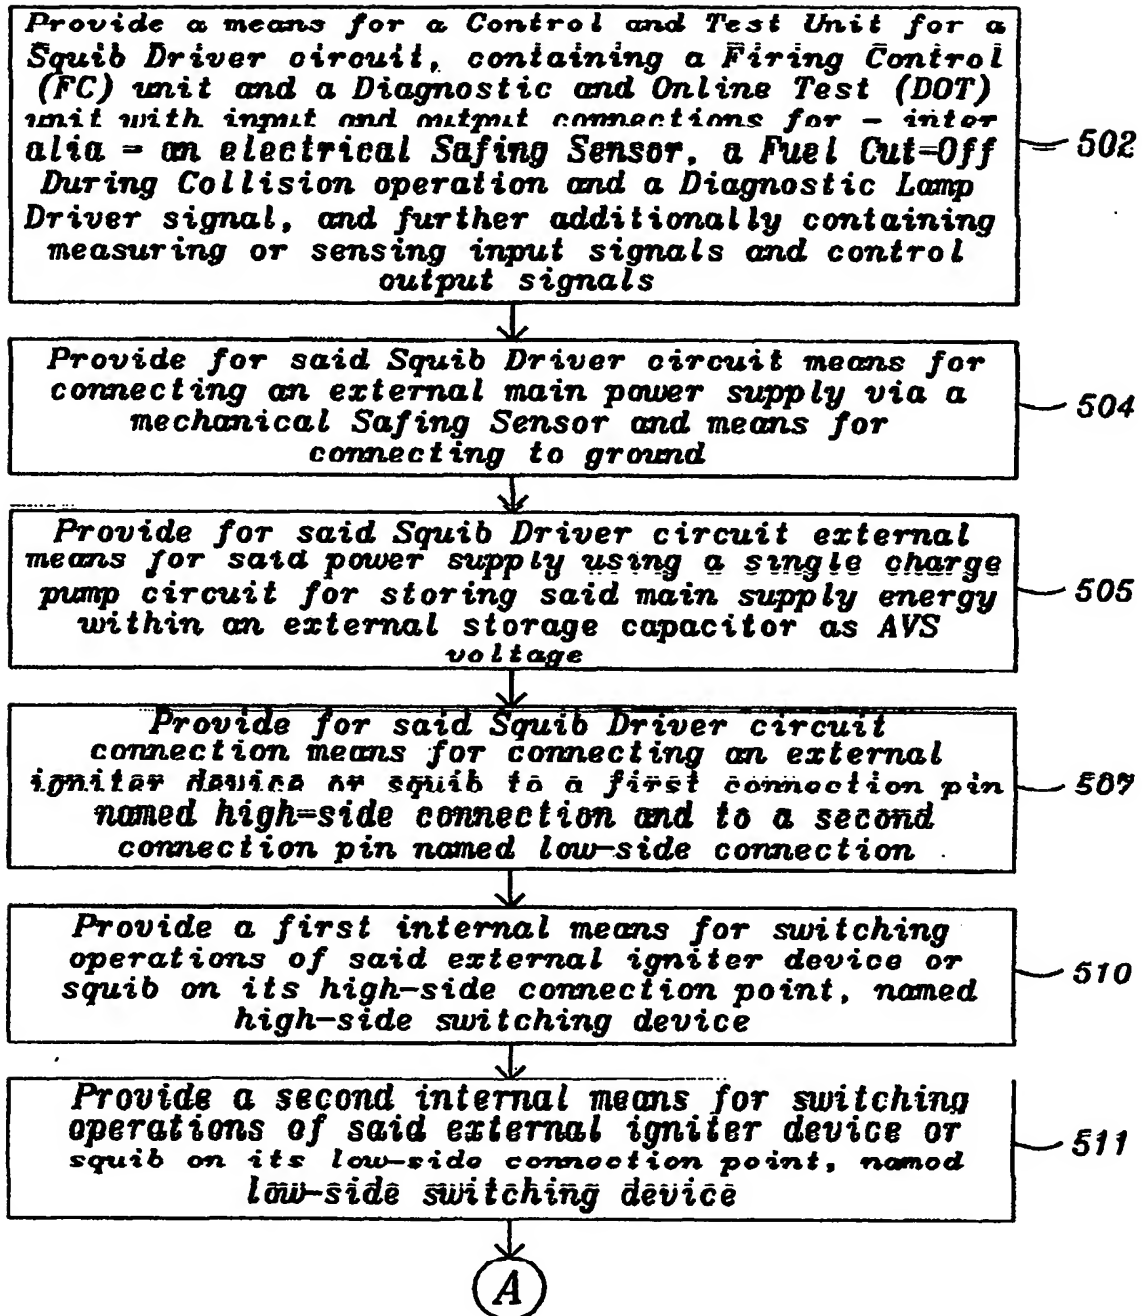 Provide a means for a Control and Test Unit for a
Squib Driver circuit, containing a Firing Control
(FC) unit and a Diagnostic and Online Test (DOT)
unit with input and output connections for - inter
alia - an electrical Safing Sensor, a Fuel Cut-Off
During Collision operation and a Diagnostic Lamp
Driver signal, and further additionally containing
measuring or sensing input signals and control
output signals
502
Provide for said Squib Driver circuit means for
connecting an external main power supply via a
mechanical Safing Sensor and means for
connecting to ground
504
Provide for said Squib Driver circuit external
means for said power supply using a single charge
pump circuit for storing said main supply energy
within an external storage capacitor as AVS
voltage
505
Provide for said Squib Driver circuit
connection means for connecting an external
igniter device or squib to a first connection pin
named high-side connection and to a second
connection pin named low-side connection
507
Provide a first internal means for switching
operations of said external igniter device or
squib on its high-side connection point, named
high-side switching device
510
Provide a second internal means for switching
operations of said external igniter device or
squib on its low-side connection point, named
low-side switching device
511
A